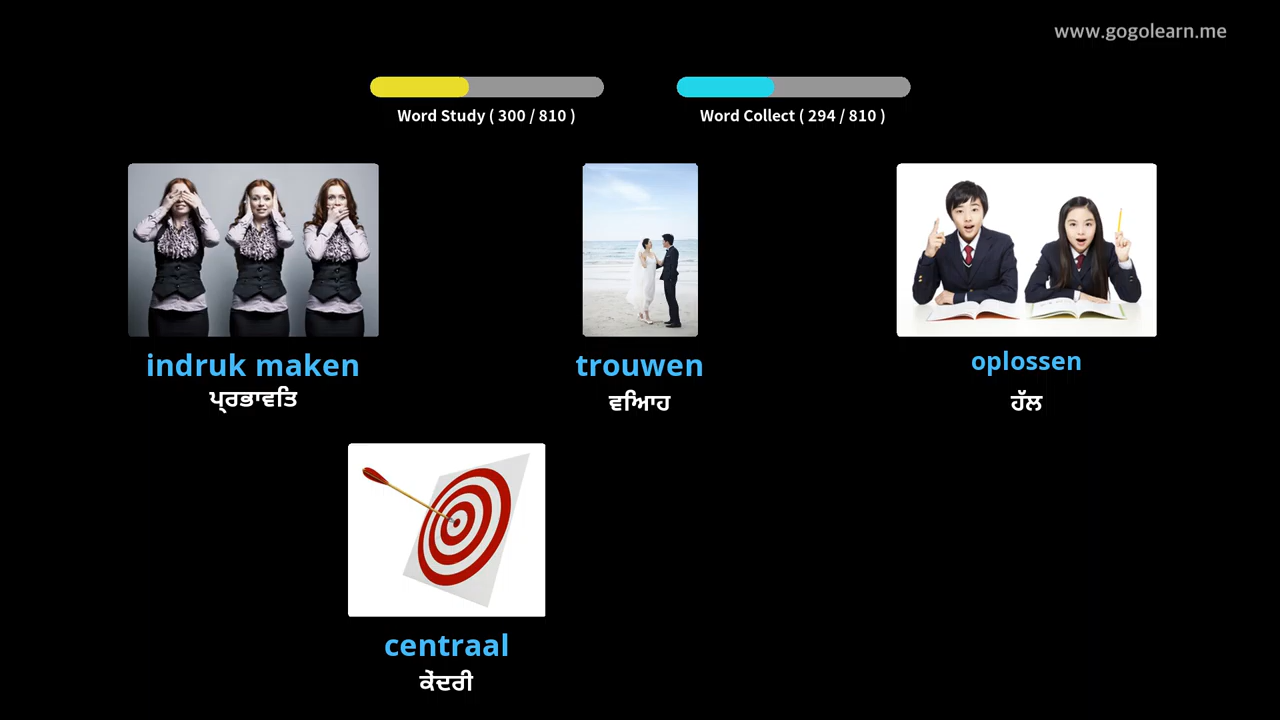 www.gogolearn.me
Word Study ( 300 / 810 )
Word Collect ( 294 / 810 )
indruk maken
ਪ੍ਰਭਾਵਤਿ
trouwen
ਵਆਿਹ
oplossen
ਹੱਲ
centraal
ਕੇਂਦਰੀ